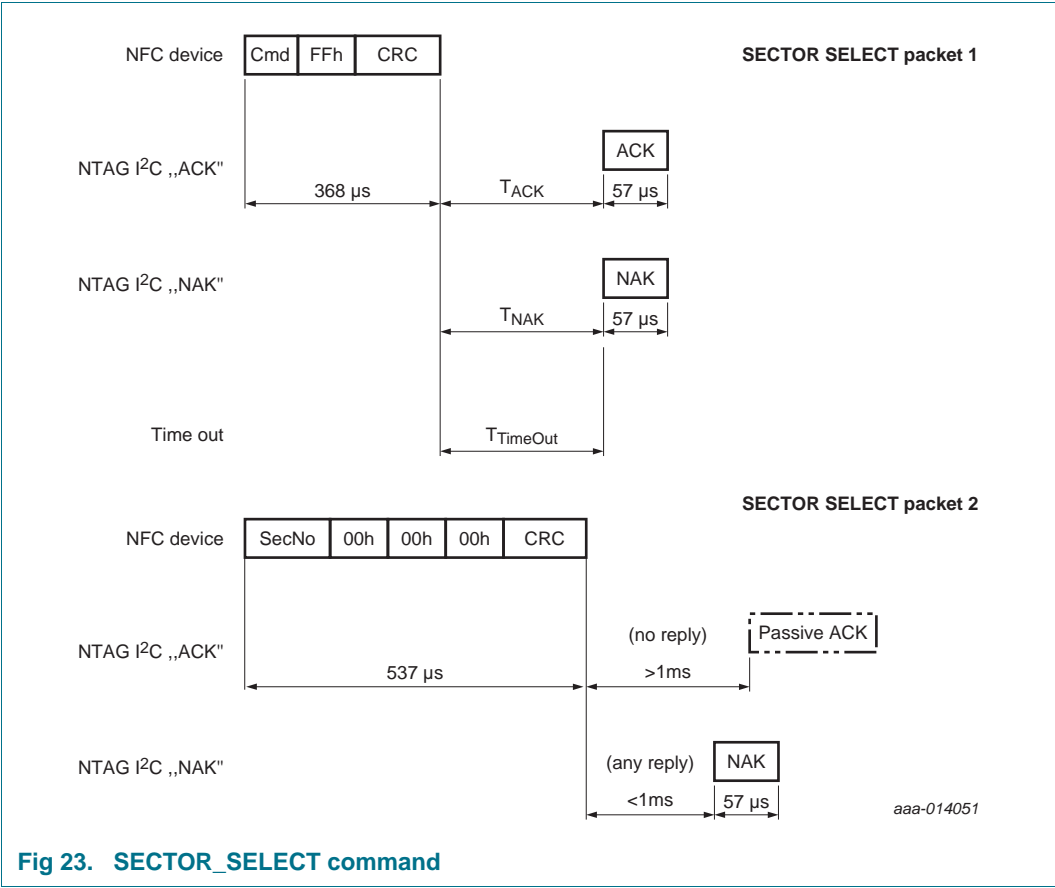 NFC device Cmd FFh CRC SECTOR SELECT packet 1
NTAG I2C ,,ACK" ACK
368 µs TACK 57 µs
NTAG I2C ,,NAK" NAK
TNAK 57 µs
Time out TTimeOut
SECTOR SELECT packet 2
NFC device SecNo 00h 00h 00h CRC
NTAG I2C ,,ACK" (no reply) Passive ACK
537 µs >1ms
NTAG I2C ,,NAK" (any reply) NAK
<1ms 57 µs
aaa-014051
Fig 23. SECTOR_SELECT command